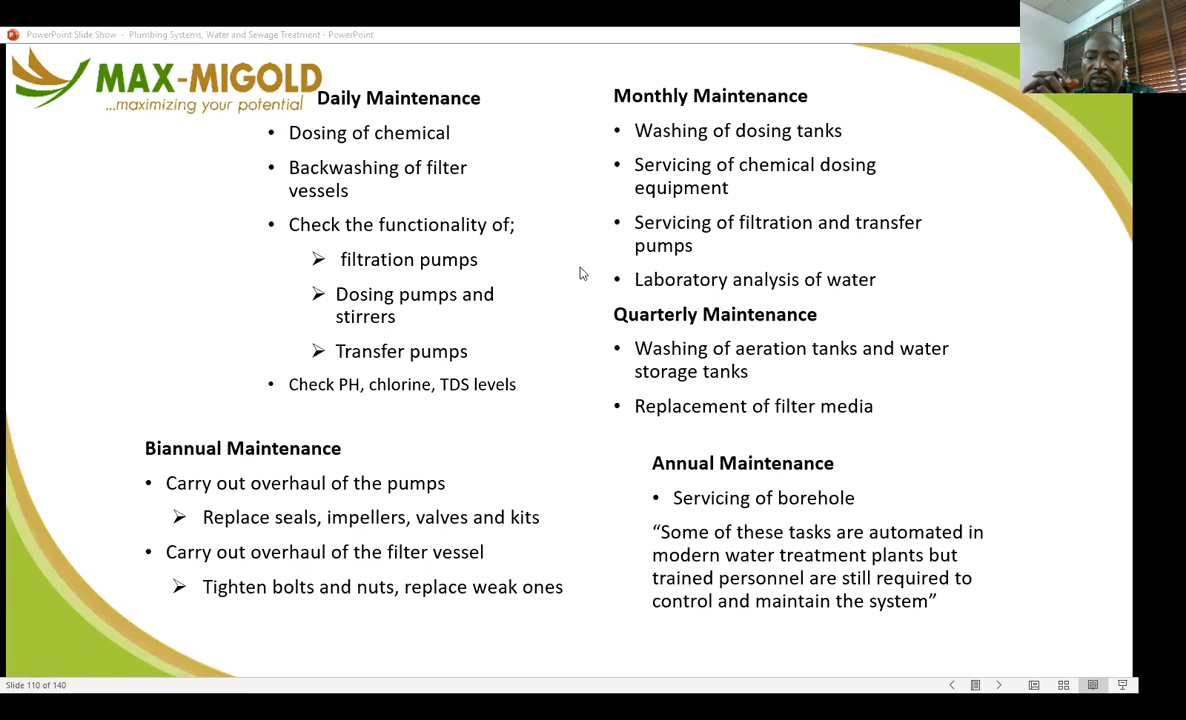 PowerPoint Slide Show - Plumbing Systems, Water and Sewage Treatment - PowerPoint
MAX-MIGOLD
...maximizing your potential
Daily Maintenance
• Dosing of chemical
• Backwashing of filter
vessels
• Check the functionality of;
➢ filtration pumps
➢ Dosing pumps and
stirrers
➢ Transfer pumps
• Check PH, chlorine, TDS levels
Monthly Maintenance
• Washing of dosing tanks
• Servicing of chemical dosing
equipment
• Servicing of filtration and transfer
pumps
• Laboratory analysis of water
Quarterly Maintenance
• Washing of aeration tanks and water
storage tanks
• Replacement of filter media
Biannual Maintenance
• Carry out overhaul of the pumps
➢ Replace seals, impellers, valves and kits
• Carry out overhaul of the filter vessel
➢ Tighten bolts and nuts, replace weak ones
Annual Maintenance
• Servicing of borehole
“Some of these tasks are automated in
modern water treatment plants but
trained personnel are still required to
control and maintain the system”
Slide 110 of 140